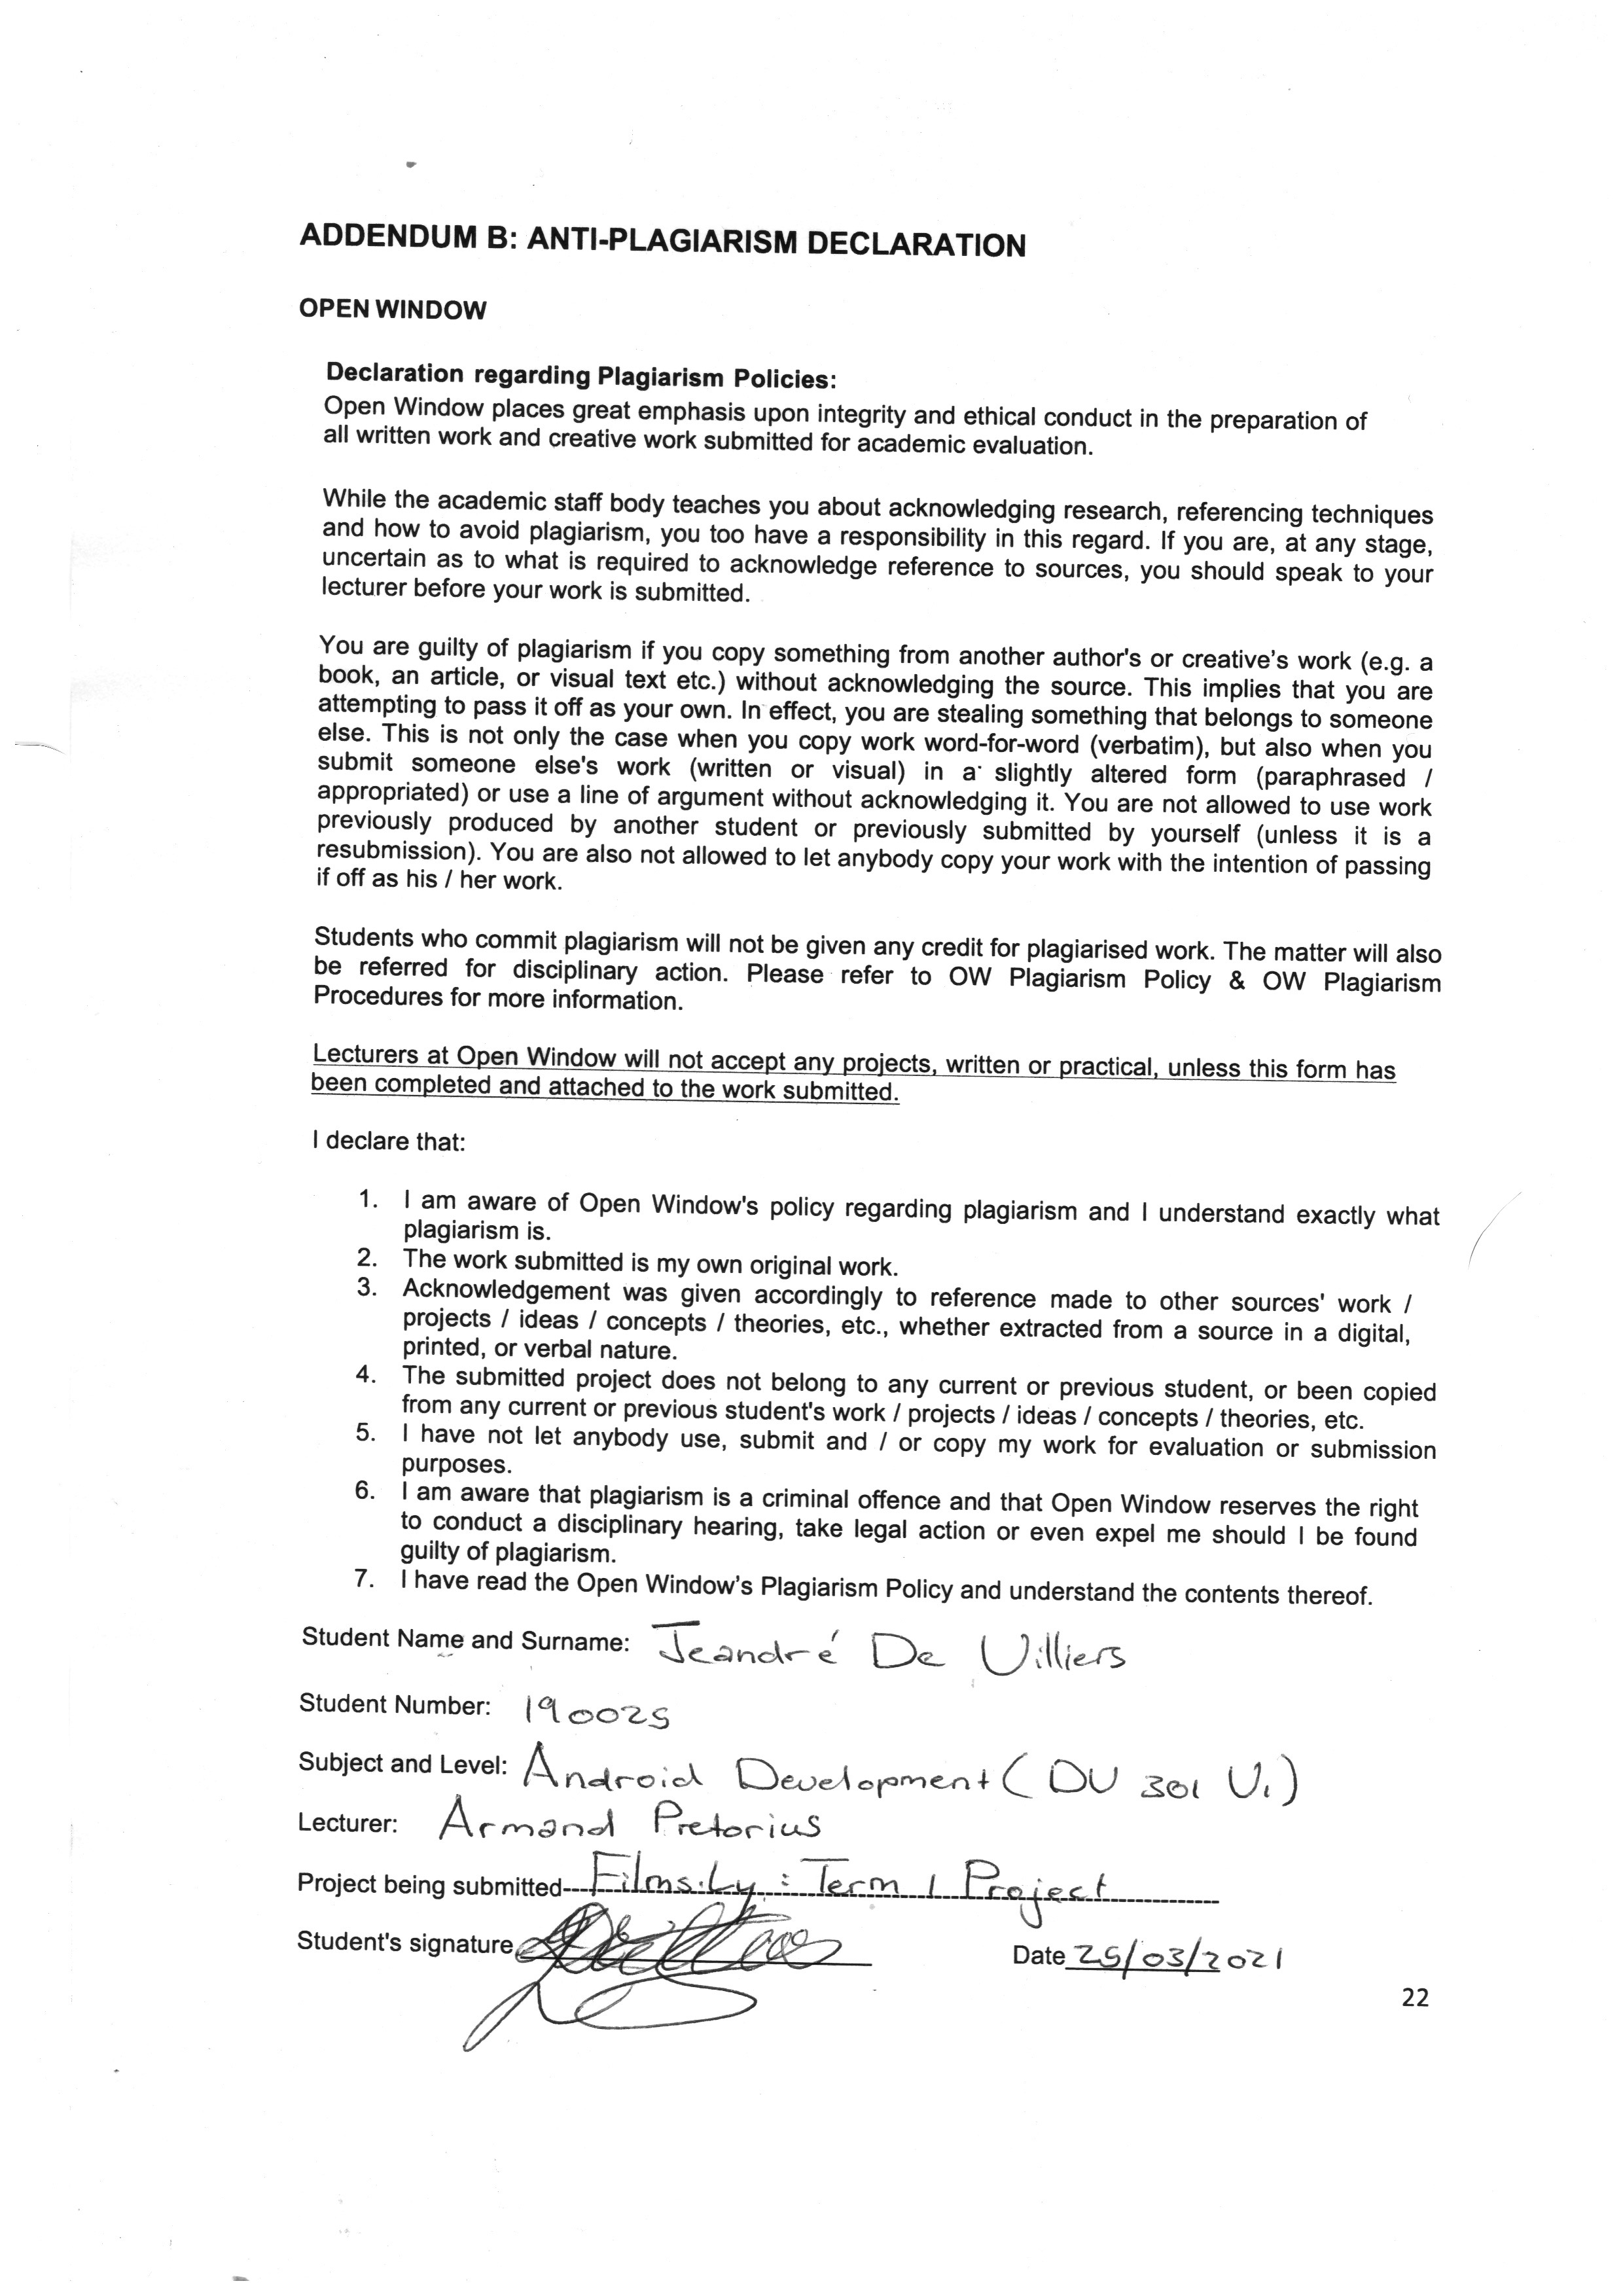 ADDENDUM B: ANTI-PLAGIARISM DECLARATION
OPEN WINDOW
Declaration regarding Plagiarism Policies:
Open Window places great emphasis upon integrity and ethical conduct in the preparation of
all written work and creative work submitted for academic evaluation.
While the academic staff body teaches you about acknowledging research, referencing techniques
and how to avoid plagiarism, you too have a responsibility in this regard. If you are, at any stage,
uncertain as to what is required to acknowledge reference to sources, you should speak to your
lecturer before your work is submitted.
You are guilty of plagiarism if you copy something from another author's or creative's work (e.g. a
book, an article, or visual text etc.) without acknowledging the source. This implies that you are
attempting to pass it off as your own. In effect, you are stealing something that belongs to someone
else. This is not only the case when you copy work word-for-word (verbatim), but also when you
submit someone else's work (written or visual) in a slightly altered form (paraphrased /
appropriated) or use a line of argument without acknowledging it. You are not allowed to use work
previously produced by another student or previously submitted by yourself (unless it is a
resubmission). You are also not allowed to let anybody copy your work with the intention of passing
if off as his / her work.
Students who commit plagiarism will not be given any credit for plagiarised work. The matter will also
be referred for disciplinary action. Please refer to OW Plagiarism Policy & OW Plagiarism
Procedures for more information.
Lecturers at Open Window will not accept any projects, written or practical, unless this form has
been completed and attached to the work submitted.
I declare that:
1. I am aware of Open Window's policy regarding plagiarism and I understand exactly what
plagiarism is.
2. The work submitted is my own original work.
3. Acknowledgement was given accordingly to reference made to other sources' work /
projects / ideas / concepts / theories, etc., whether extracted from a source in a digital,
printed, or verbal nature.
4. The submitted project does not belong to any current or previous student, or been copied
from any current or previous student's work / projects / ideas / concepts / theories, etc.
5. I have not let anybody use, submit and / or copy my work for evaluation or submission
purposes.
6. I am aware that plagiarism is a criminal offence and that Open Window reserves the right
to conduct a disciplinary hearing, take legal action or even expel me should I be found
guilty of plagiarism.
7. I have read the Open Window's Plagiarism Policy and understand the contents thereof.
Student Name and Surname: Jeandré De Villiers
Student Number: 190025
Subject and Level: Android Development (DV 301 V1)
Lecturer: Armand Pretorius
Project being submitted Films.Ly : Term 1 Project
Student's signature Date 25/03/2021
22